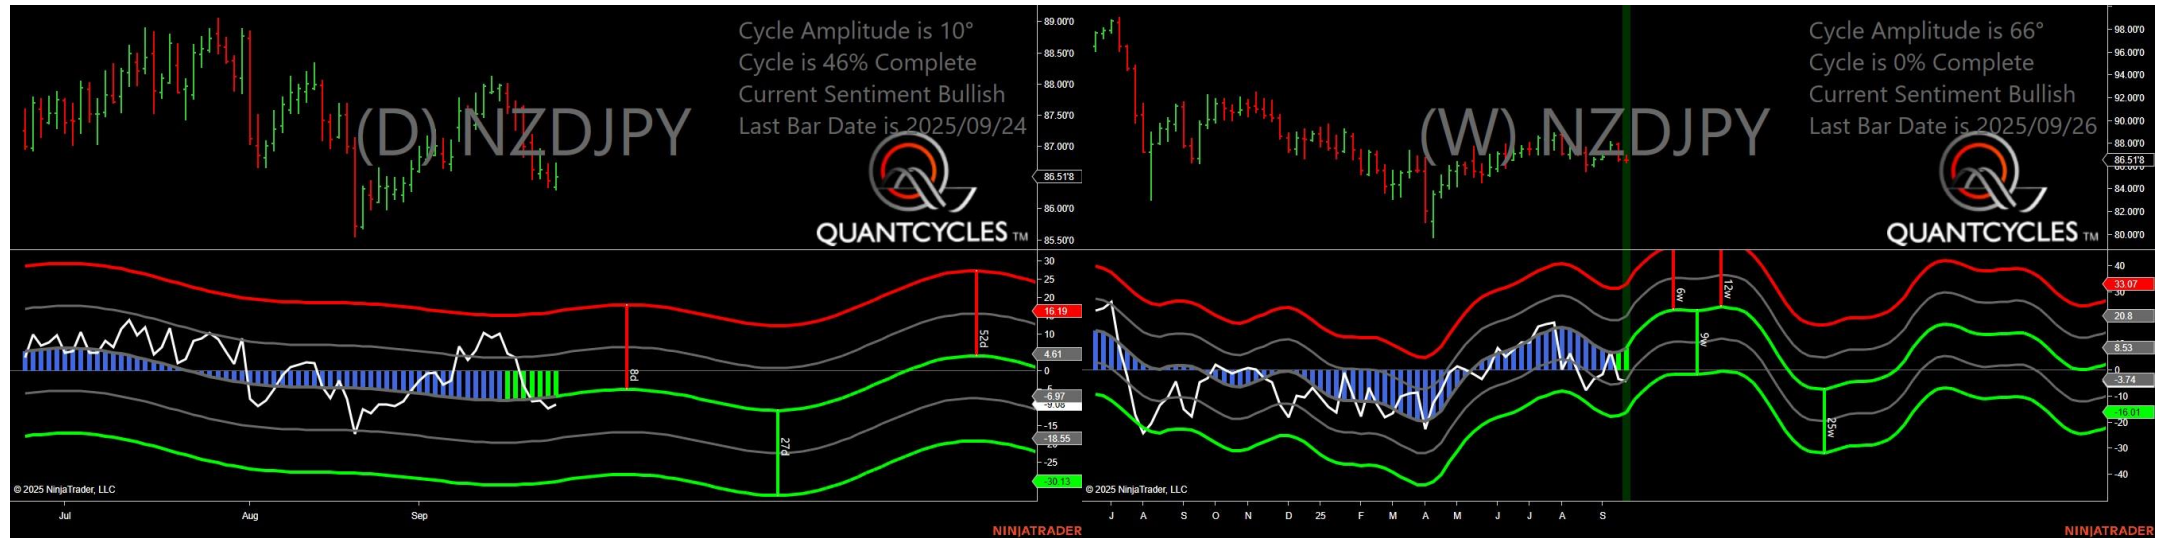 Cycle Amplitude is 10°
Cycle is 46% Complete
Current Sentiment Bullish
Last Bar Date is 2025/09/24
(D) NZDJPY
QUANTCYCLES TM
89.00'0
88.50'0
88.00'0
87.50'0
87.00'0
86.51'8
86.00'0
85.50'0
30
25
20
16.19
10
4.61
0
-6.97
-9.08
-15
-18.55
-25
-30.13
8d
27d
52d
© 2025 NinjaTrader, LLC
Jul
Aug
Sep
NINJATRADER
Cycle Amplitude is 66°
Cycle is 0% Complete
Current Sentiment Bullish
Last Bar Date is 2025/09/26
(W) NZDJPY
QUANTCYCLES TM
98.00'0
96.00'0
94.00'0
92.00'0
90.00'0
88.00'0
86.51'8
84.00'0
82.00'0
80.00'0
40
33.07
30
20.8
8.53
0
-3.74
-10
-16.01
-20
-30
-40
6w
12w
9w
25w
© 2025 NinjaTrader, LLC
J A S O N D 25 F M A M J J A S
NINJATRADER